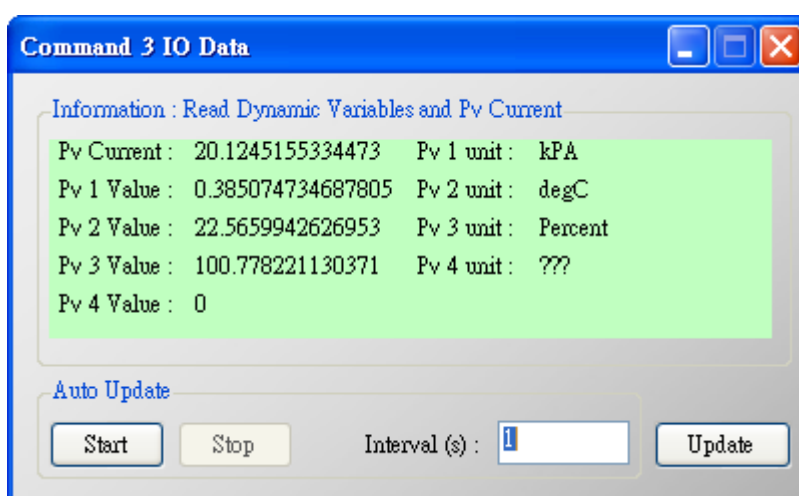 Command 3 IO Data
Information : Read Dynamic Variables and Pv Current
Pv Current : 20.1245155334473 Pv 1 unit : kPA
Pv 1 Value : 0.385074734687805 Pv 2 unit : degC
Pv 2 Value : 22.5659942626953 Pv 3 unit : Percent
Pv 3 Value : 100.778221130371 Pv 4 unit : ???
Pv 4 Value : 0
Auto Update
Start Stop Interval (s) : 1 Update